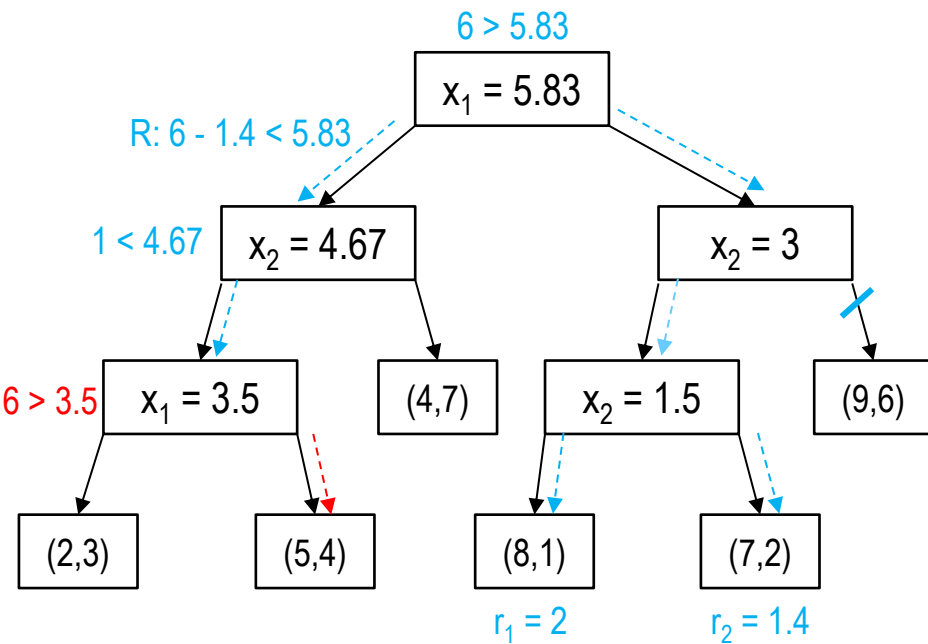 6 > 5.83
x₁ = 5.83
R: 6 - 1.4 < 5.83
1 < 4.67
x₂ = 4.67
x₂ = 3
6 > 3.5
x₁ = 3.5
(4,7)
x₂ = 1.5
(9,6)
(2,3)
(5,4)
(8,1)
(7,2)
r₁ = 2
r₂ = 1.4